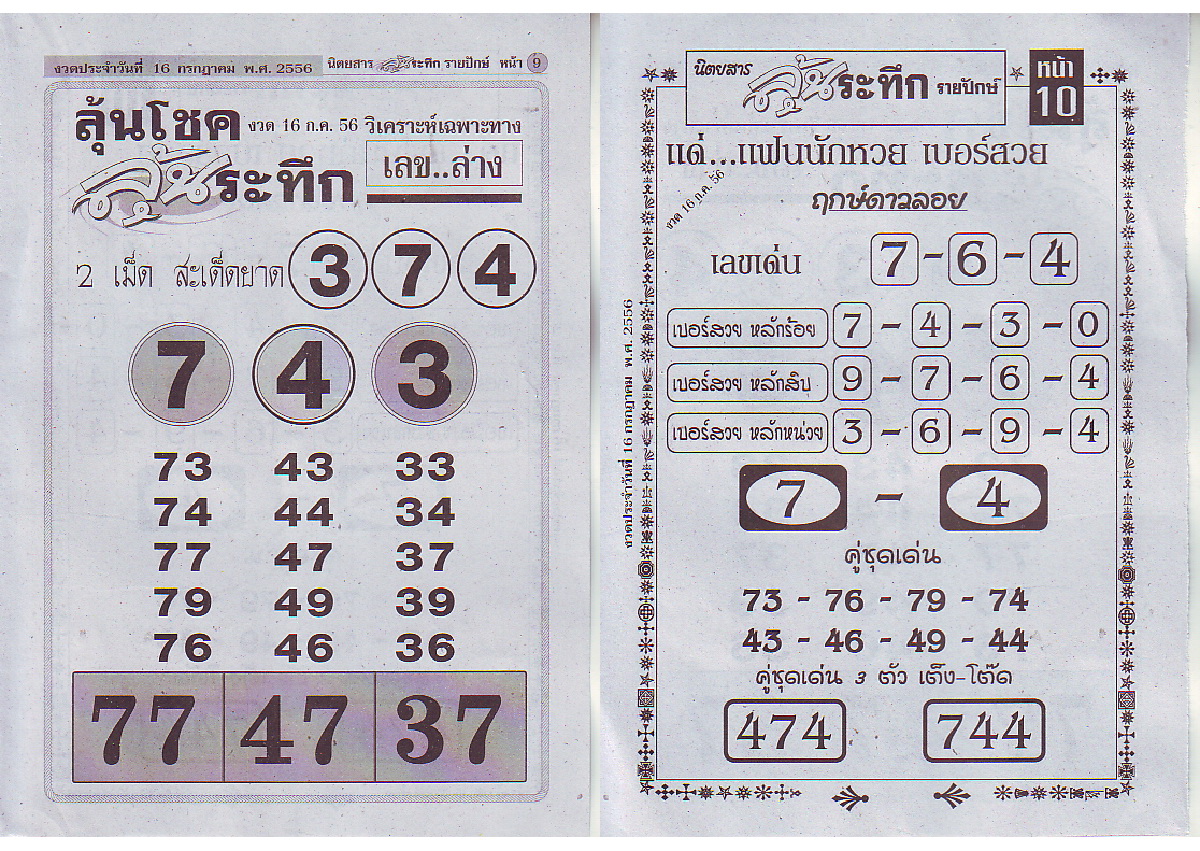 งวดประจำวันที่ 16 กรกฎาคม พ.ศ. 2556 นิตยสาร ลุ้นระทึก รายปักษ์ หน้า 9
ลุ้นโชค งวด 16 ก.ค. 56 วิเคราะห์เฉพาะทาง
ลุ้นระทึก เลข..ล่าง
2 เม็ด สะเด็ดยาด 3 7 4
7 4 3
73 43 33
74 44 34
77 47 37
79 49 39
76 46 36
77 47 37
นิตยสาร ลุ้นระทึก รายปักษ์ หน้า 10
แด่...แฟนนักหวย เบอร์สวย
งวด 16 ก.ค. 56
ฤกษ์ดาวลอย
เลขเด่น 7 - 6 - 4
เบอร์สวย หลักร้อย 7 - 4 - 3 - 0
เบอร์สวย หลักสิบ 9 - 7 - 6 - 4
เบอร์สวย หลักหน่วย 3 - 6 - 9 - 4
7 - 4
คู่ชุดเด่น
73 - 76 - 79 - 74
43 - 46 - 49 - 44
คู่ชุดเด่น 3 ตัว เต็ง-โต๊ด
474 744
งวดประจำวันที่ 16 กรกฎาคม พ.ศ. 2556